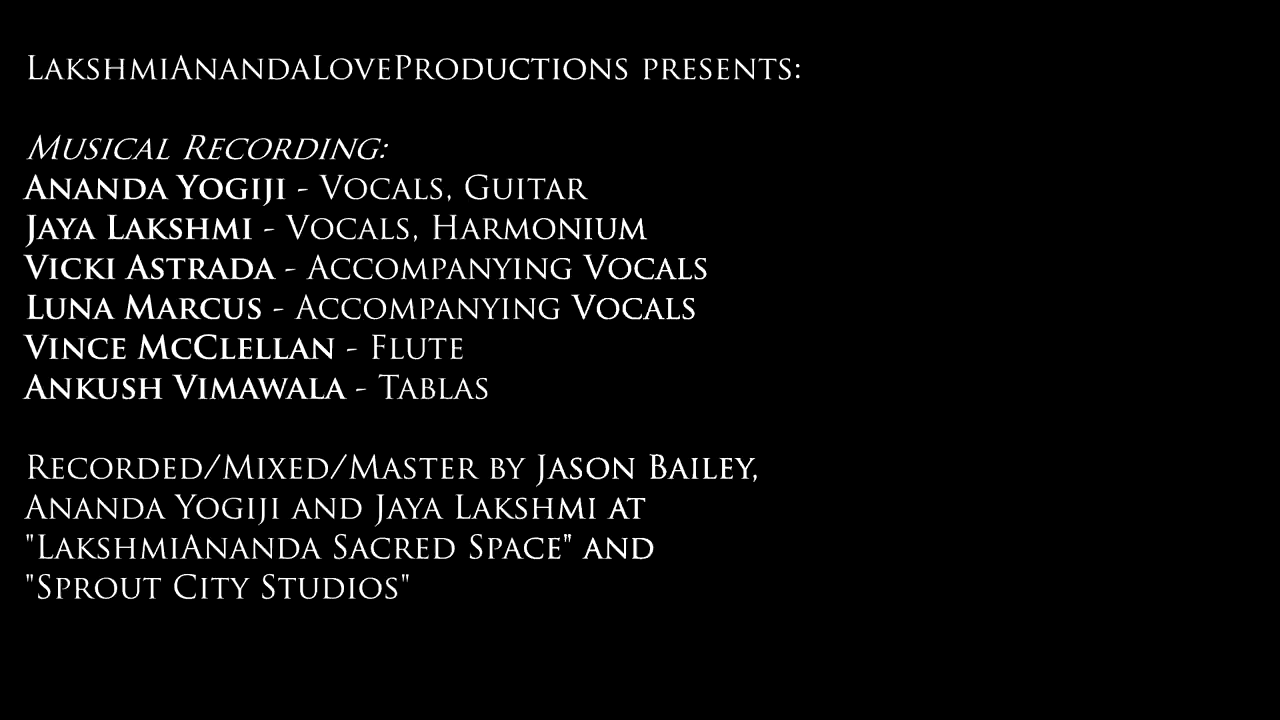 LakshmiAnandaLoveProductions presents:
Musical Recording:
Ananda Yogiji - Vocals, Guitar
Jaya Lakshmi - Vocals, Harmonium
Vicki Astrada - Accompanying Vocals
Luna Marcus - Accompanying Vocals
Vince McClellan - Flute
Ankush Vimawala - Tablas
Recorded/Mixed/Master by Jason Bailey,
Ananda Yogiji and Jaya Lakshmi at
"LakshmiAnanda Sacred Space" and
"Sprout City Studios"